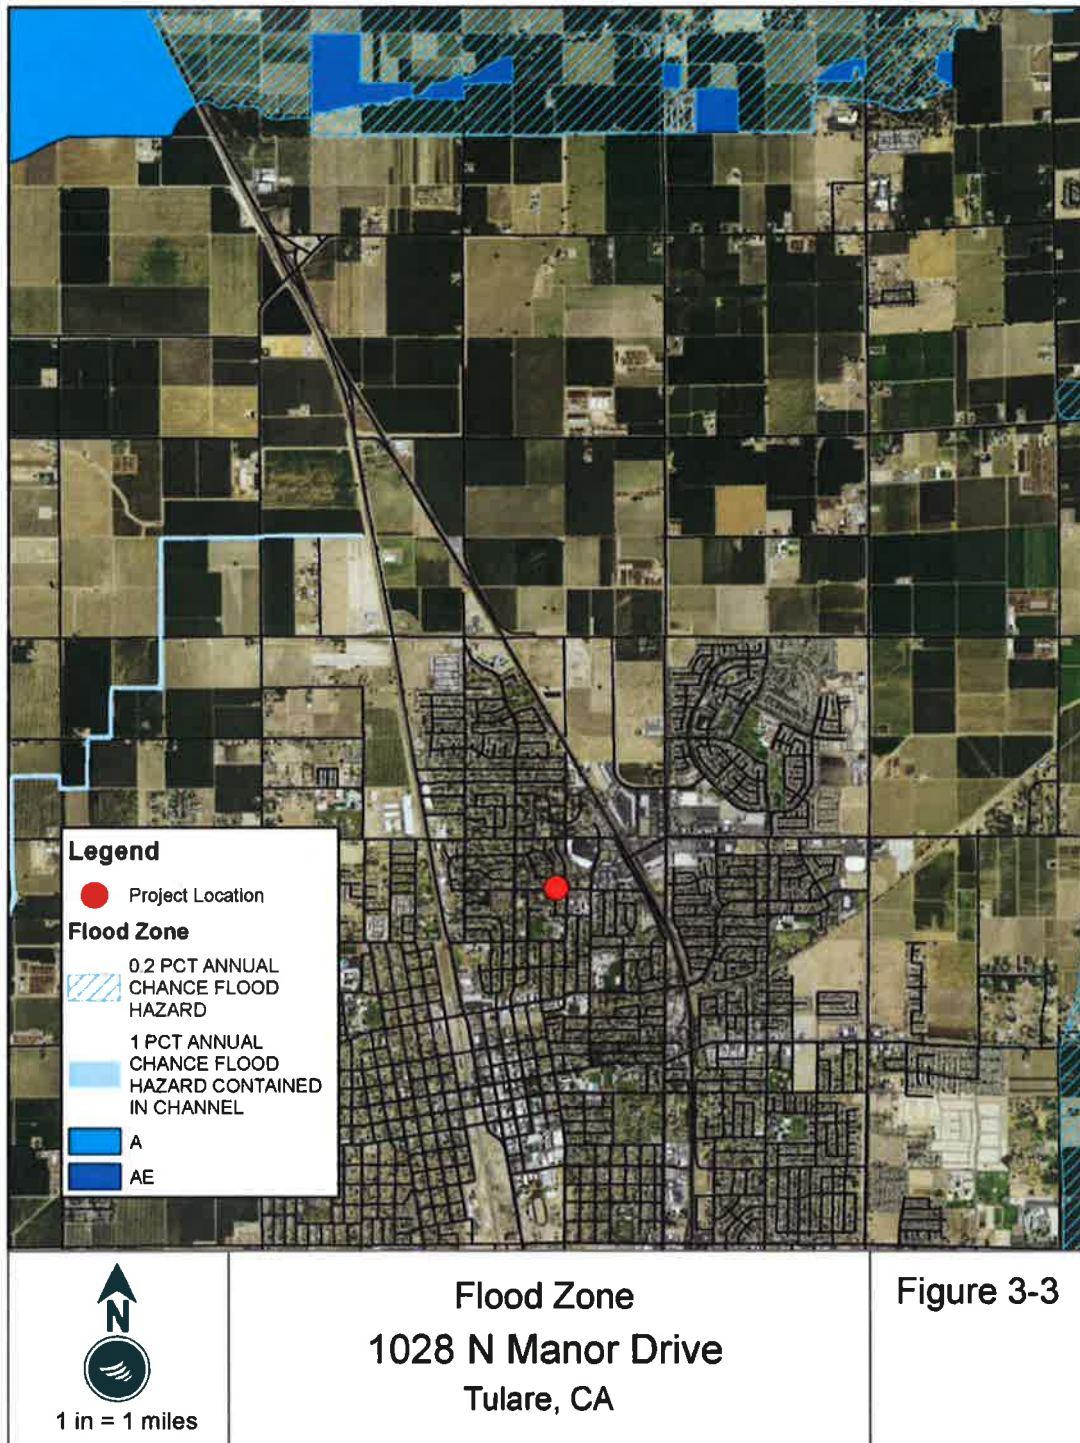 Legend
Project Location
Flood Zone
0.2 PCT ANNUAL
CHANCE FLOOD
HAZARD
1 PCT ANNUAL
CHANCE FLOOD
HAZARD CONTAINED
IN CHANNEL
A
AE
N
1 in = 1 miles
Flood Zone
1028 N Manor Drive
Tulare, CA
Figure 3-3